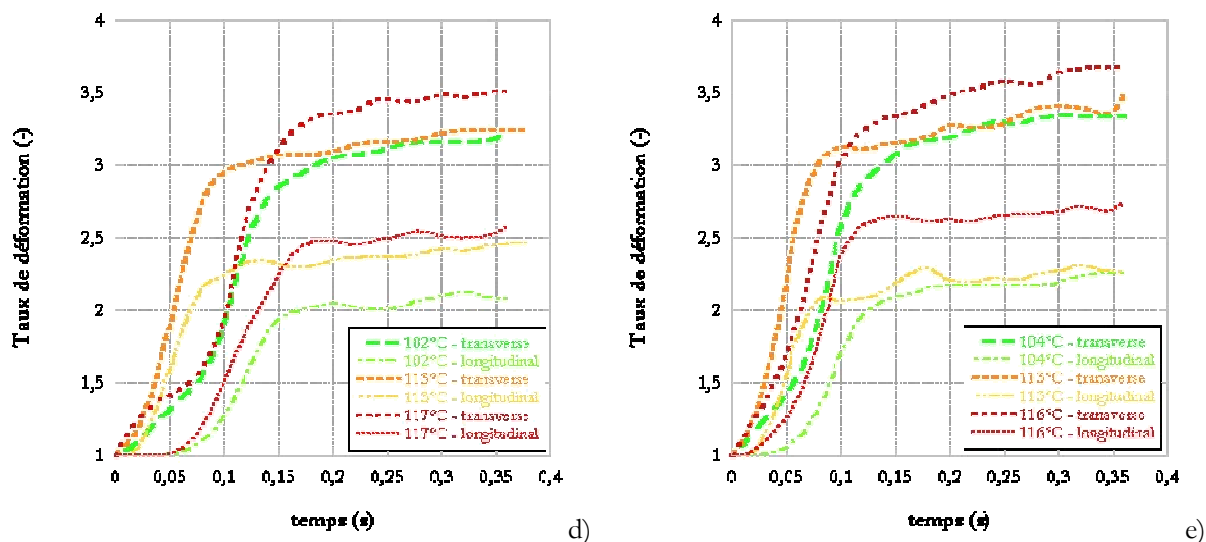 4
3,5
3
2,5
2
1,5
1
Taux de déformation (-)
102°C - transverse
102°C - longitudinal
113°C - transverse
113°C - longitudinal
117°C - transverse
117°C - longitudinal
0 0,05 0,1 0,15 0,2 0,25 0,3 0,35 0,4
temps (s)
d)
4
3,5
3
2,5
2
1,5
1
Taux de déformation (-)
104°C - transverse
104°C - longitudinal
113°C - transverse
113°C - longitudinal
116°C - transverse
116°C - longitudinal
0 0,05 0,1 0,15 0,2 0,25 0,3 0,35 0,4
temps (s)
e)